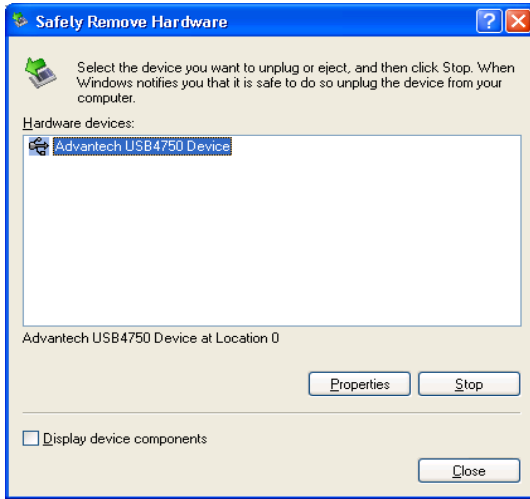 Safely Remove Hardware
Select the device you want to unplug or eject, and then click Stop. When
Windows notifies you that it is safe to do so unplug the device from your
computer.
Hardware devices:
Advantech USB4750 Device
Advantech USB4750 Device at Location 0
Properties
Stop
Display device components
Close